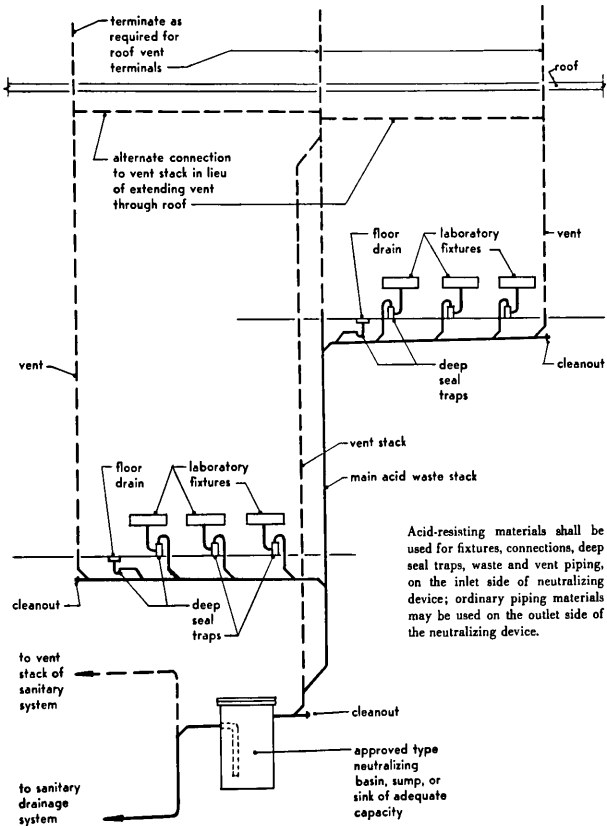 terminate as
required for
roof vent
terminals
roof
alternate connection
to vent stack in lieu
of extending vent
through roof
floor
drain
laboratory
fixtures
vent
deep
seal
traps
cleanout
vent
vent stack
floor
drain
laboratory
fixtures
main acid waste stack
Acid-resisting materials shall be
used for fixtures, connections, deep
seal traps, waste and vent piping,
on the inlet side of neutralizing
device; ordinary piping materials
may be used on the outlet side of
the neutralizing device.
cleanout
deep
seal
traps
to vent
stack of
sanitary
system
cleanout
approved type
neutralizing
basin, sump, or
sink of adequate
capacity
to sanitary
drainage
system